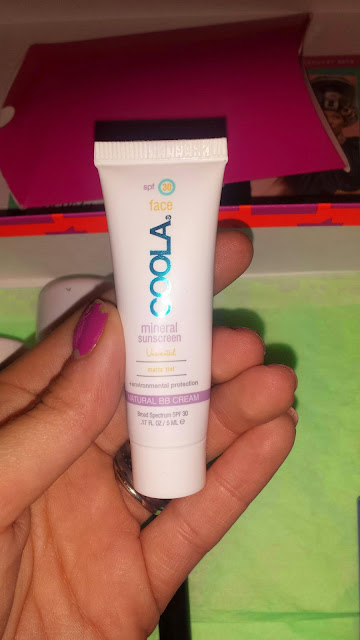 spf 30
face
COOLA®
mineral
sunscreen
Unscented
matte tint
+environmental protection
NATURAL BB CREAM
Broad Spectrum SPF 30
.17 FL OZ / 5 ML ℮